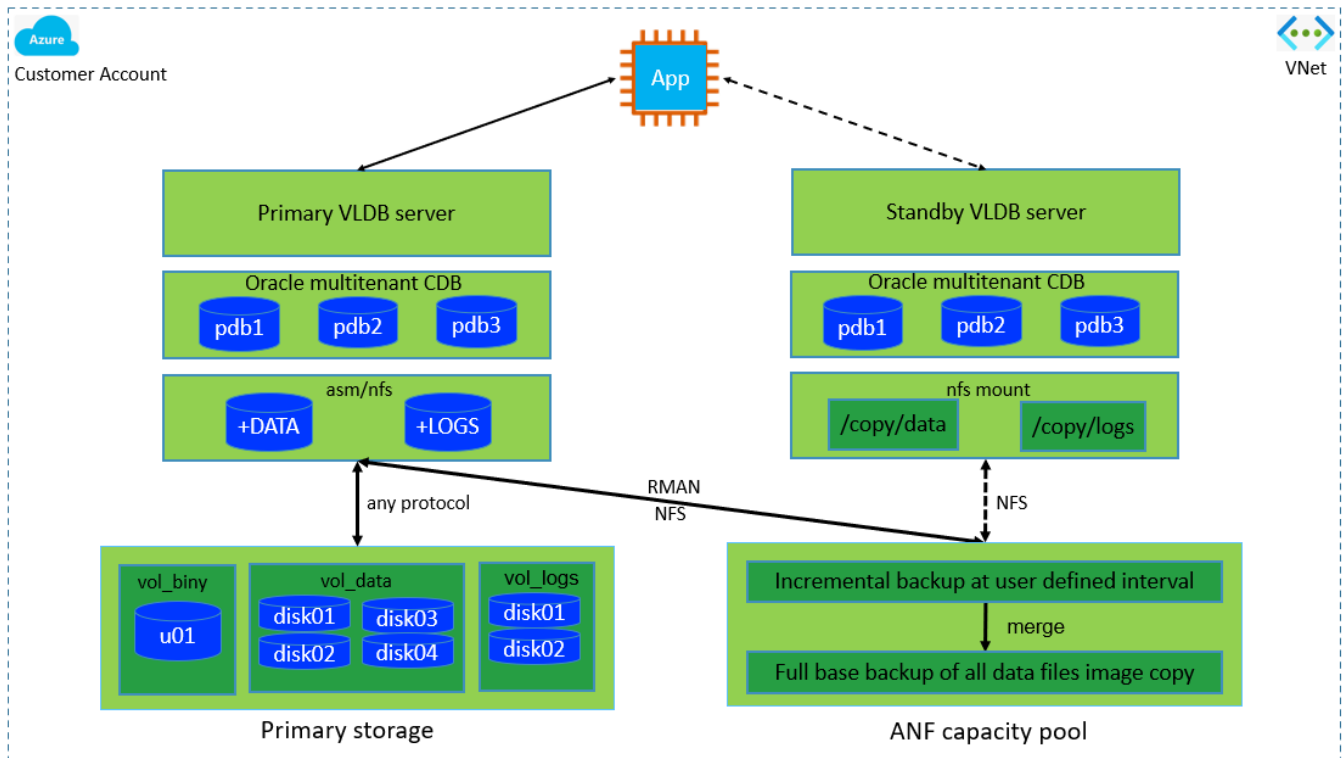 Azure
Customer Account
VNet
App
Primary VLDB server
Standby VLDB server
Oracle multitenant CDB
pdb1
pdb2
pdb3
Oracle multitenant CDB
pdb1
pdb2
pdb3
asm/nfs
+DATA
+LOGS
nfs mount
/copy/data
/copy/logs
any protocol
RMAN
NFS
NFS
vol_biny
u01
vol_data
disk01
disk03
disk02
disk04
vol_logs
disk01
disk02
Incremental backup at user defined interval
merge
Full base backup of all data files image copy
Primary storage
ANF capacity pool